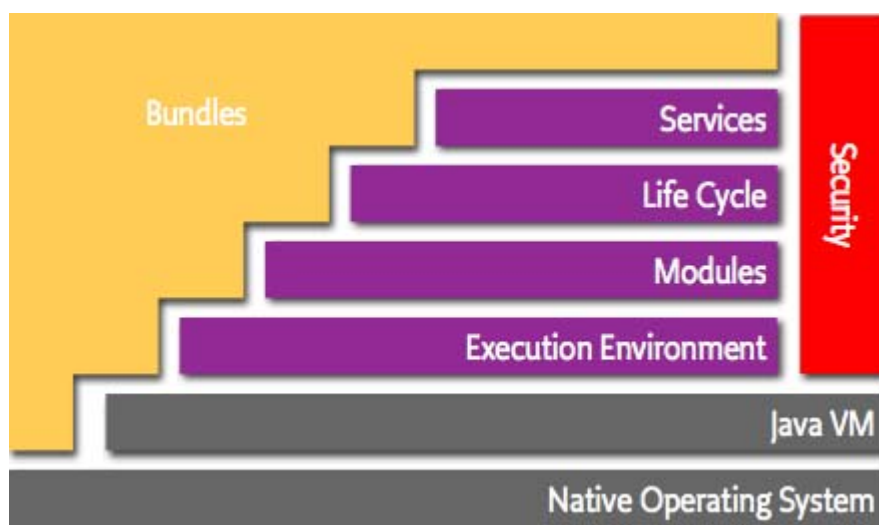 Bundles
Services
Life Cycle
Modules
Execution Environment
Security
Java VM
Native Operating System